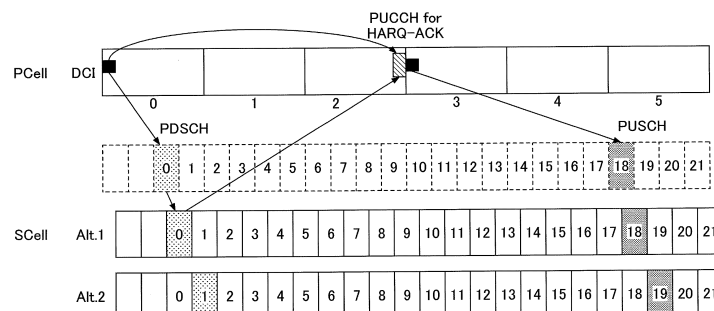 PUCCH for
HARQ-ACK
PCell DCI
0 1 2 3 4 5
PDSCH
PUSCH
0 1 2 3 4 5 6 7 8 9 10 11 12 13 14 15 16 17 18 19 20 21
SCell Alt.1 0 1 2 3 4 5 6 7 8 9 10 11 12 13 14 15 16 17 18 19 20 21
Alt.2 0 1 2 3 4 5 6 7 8 9 10 11 12 13 14 15 16 17 18 19 20 21